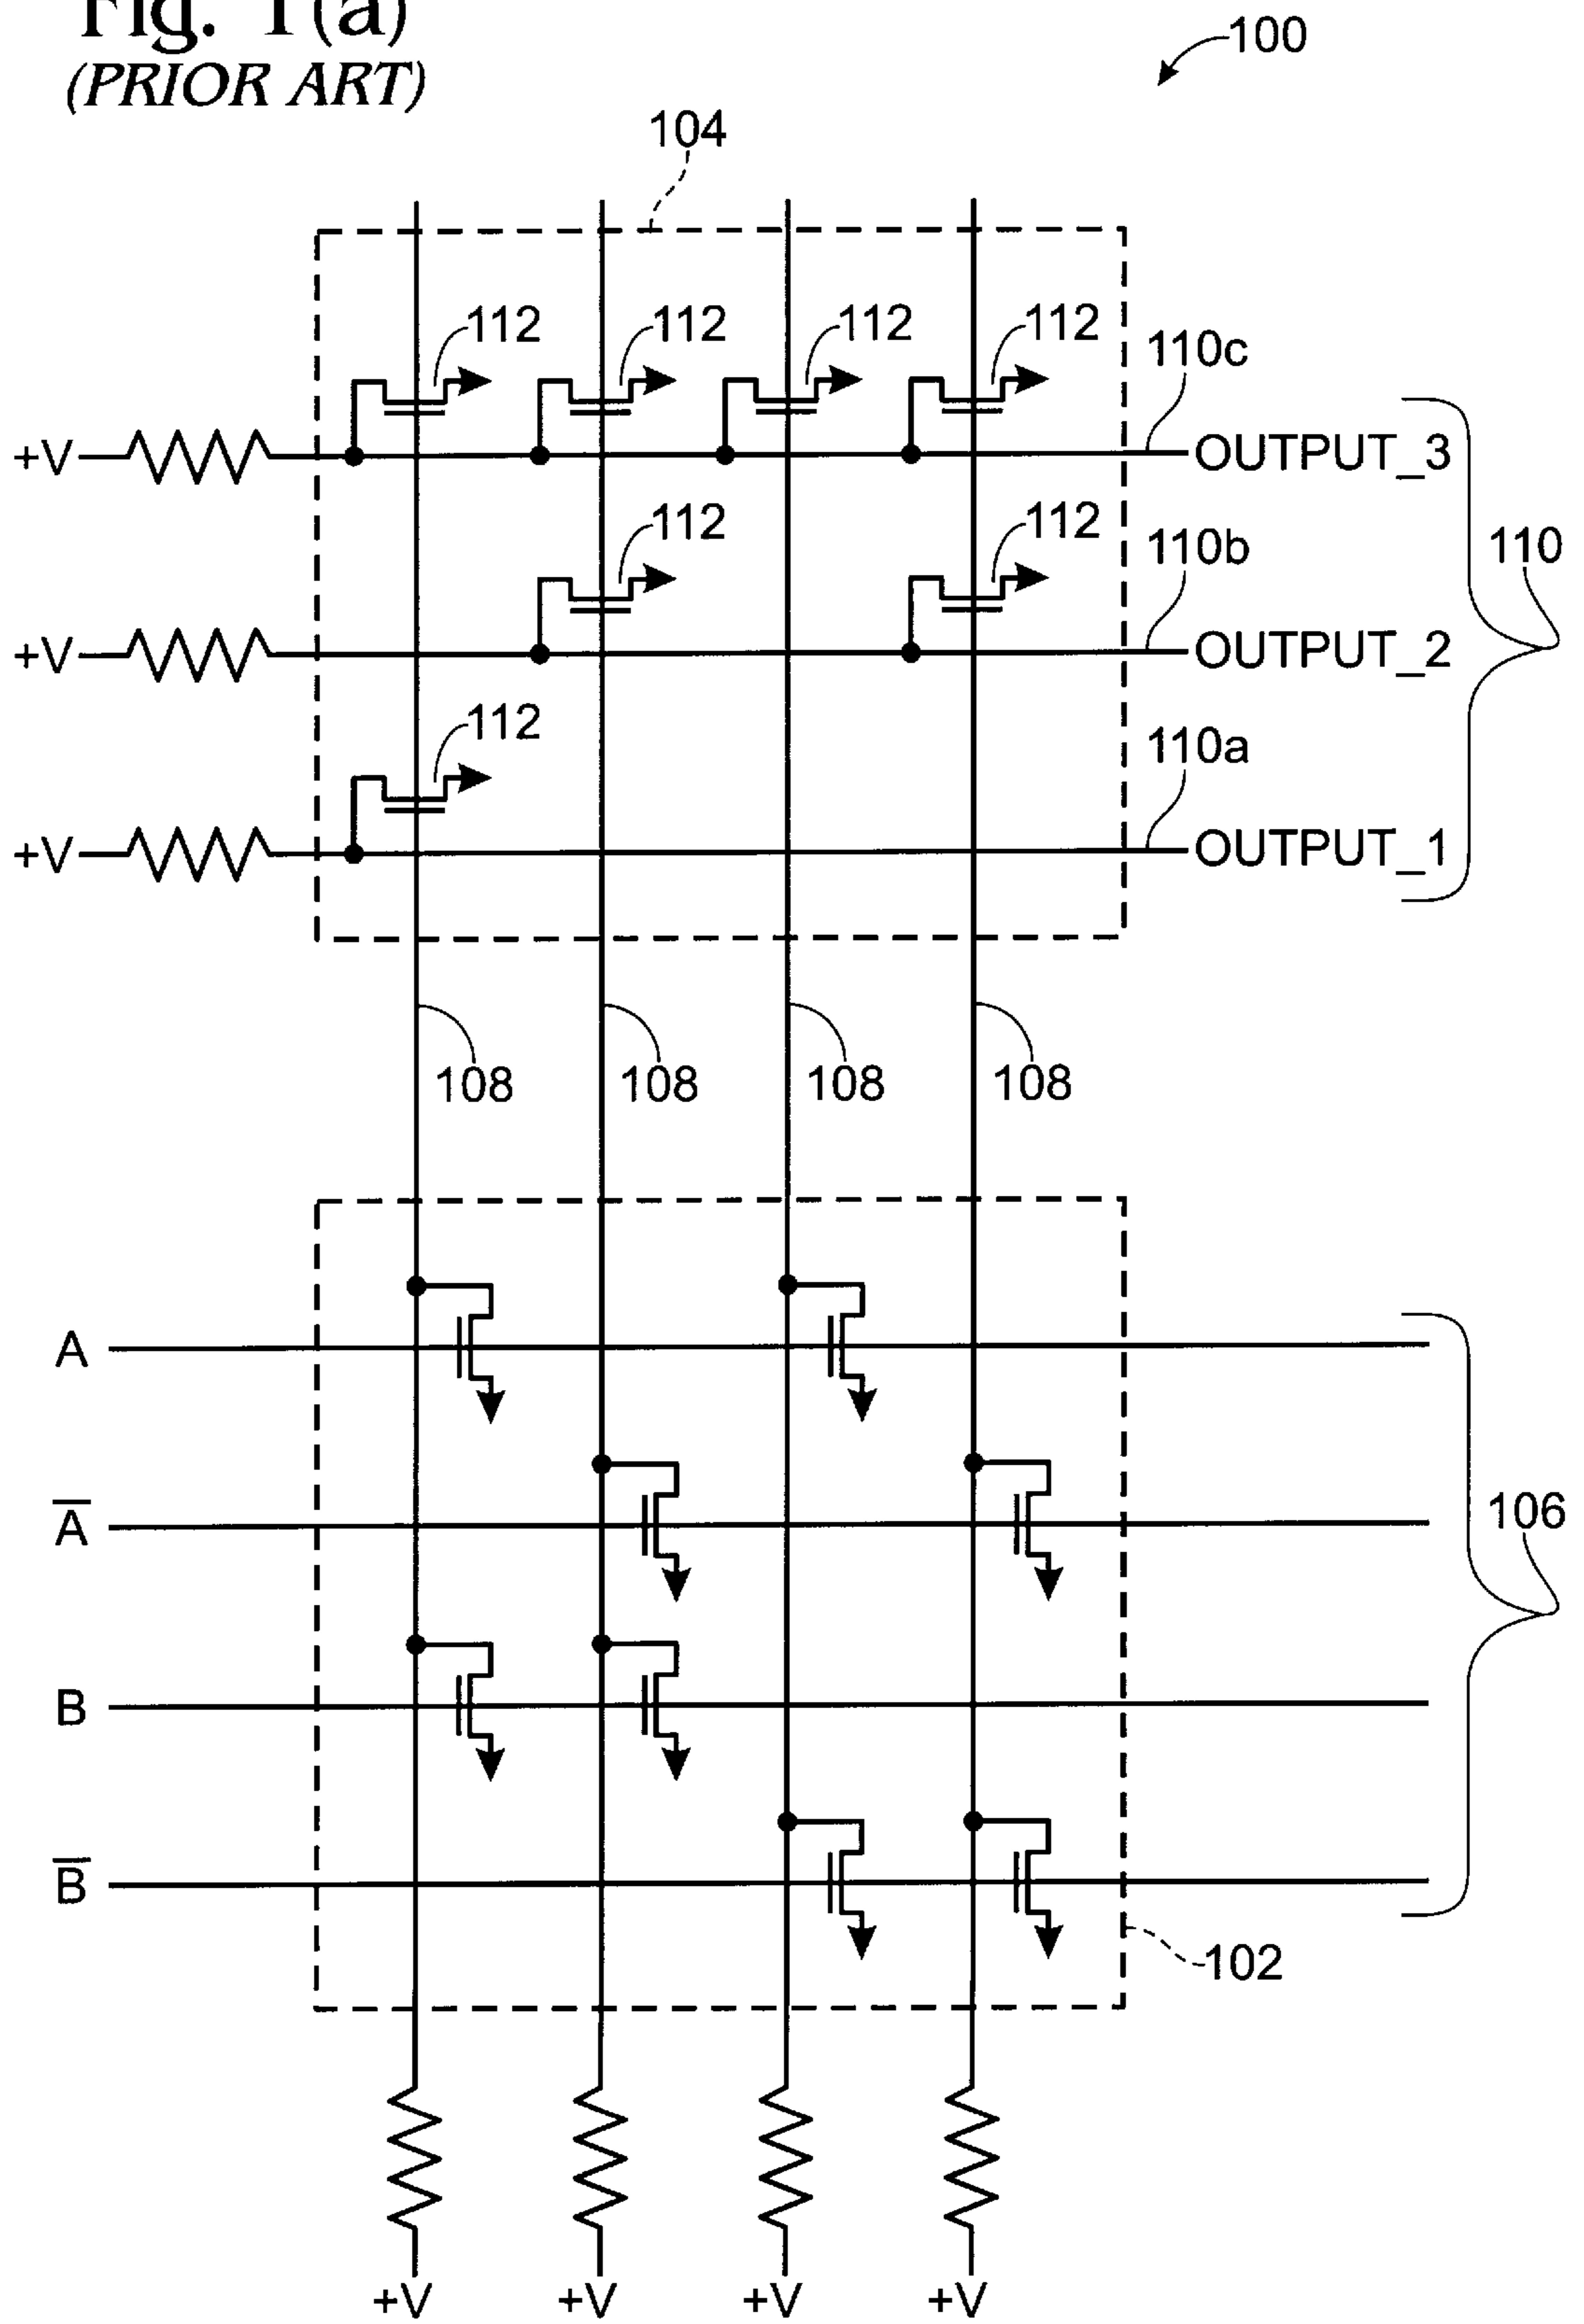 Fig. 1(a)
(PRIOR ART)
100
104
112 112 112 112
110c
+V OUTPUT_3
112 112
110b
110
+V OUTPUT_2
112
110a
+V OUTPUT_1
108 108 108 108
A
A̅
106
B
B̅
102
+V +V +V +V